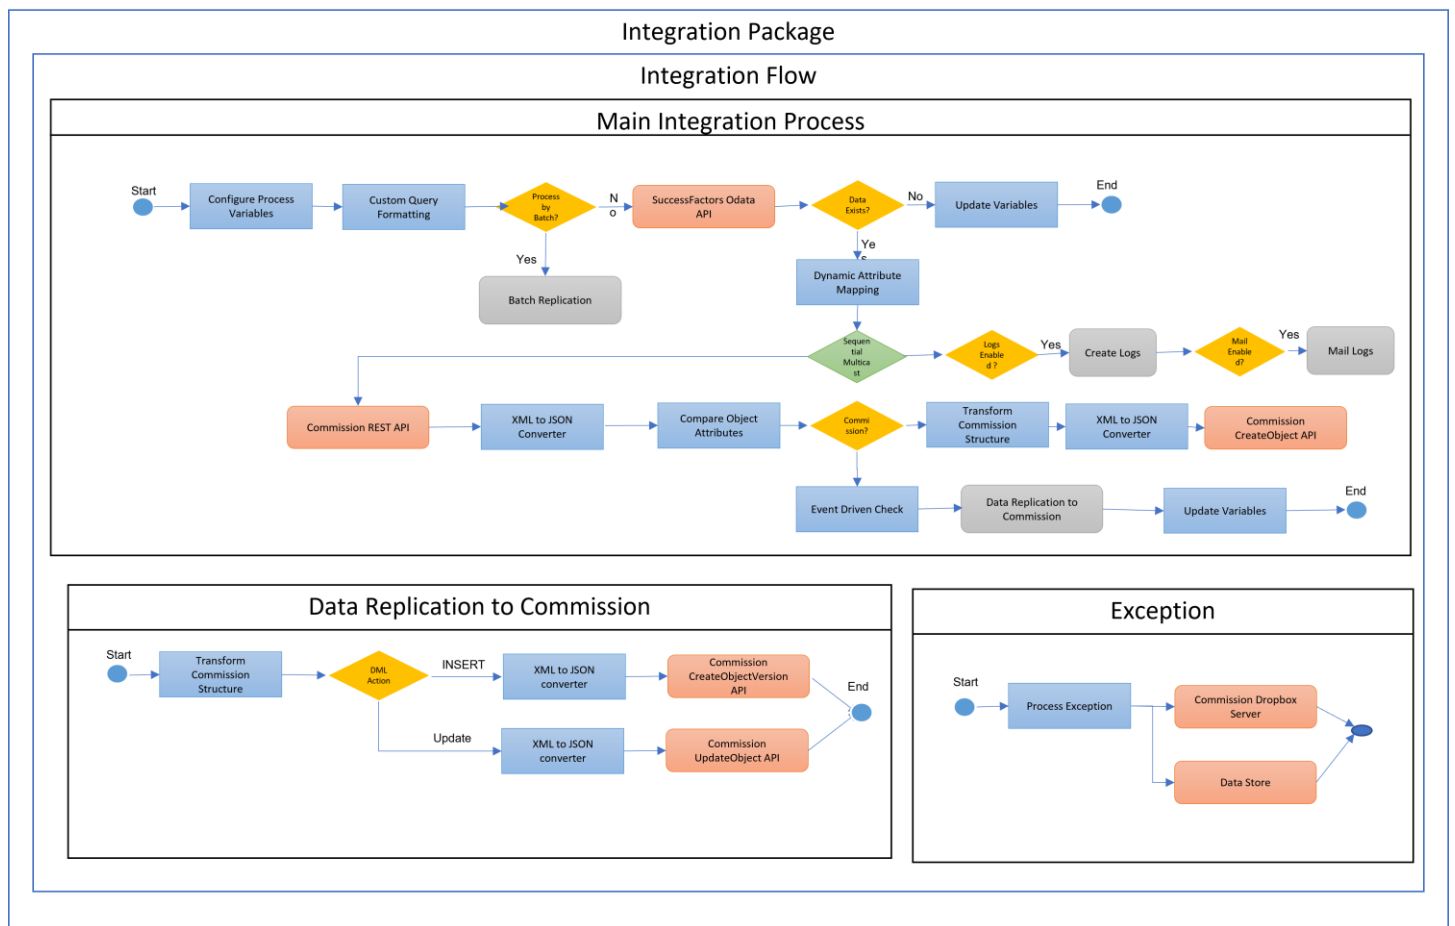 Integration Package
Integration Flow
Main Integration Process
Start
Configure Process
Variables
Custom Query
Formatting
Process
by
Batch?
N
o
SuccessFactors Odata
API
Data
Exists?
No
Update Variables
End
Yes
Ye
s
Batch Replication
Dynamic Attribute
Mapping
Sequen
tial
Multica
st
Logs
Enable
d ?
Yes
Create Logs
Mail
Enable
d?
Yes
Mail Logs
Commission REST API
XML to JSON
Converter
Compare Object
Attributes
Commi
ssion?
Transform
Commission
Structure
XML to JSON
Converter
Commission
CreateObject API
Event Driven Check
Data Replication to
Commission
Update Variables
End
Data Replication to Commission
Start
Transform
Commission
Structure
DML
Action
INSERT
XML to JSON
converter
Commission
CreateObjectVersion
API
End
Update
XML to JSON
converter
Commission
UpdateObject API
Exception
Start
Process Exception
Commission Dropbox
Server
Data Store